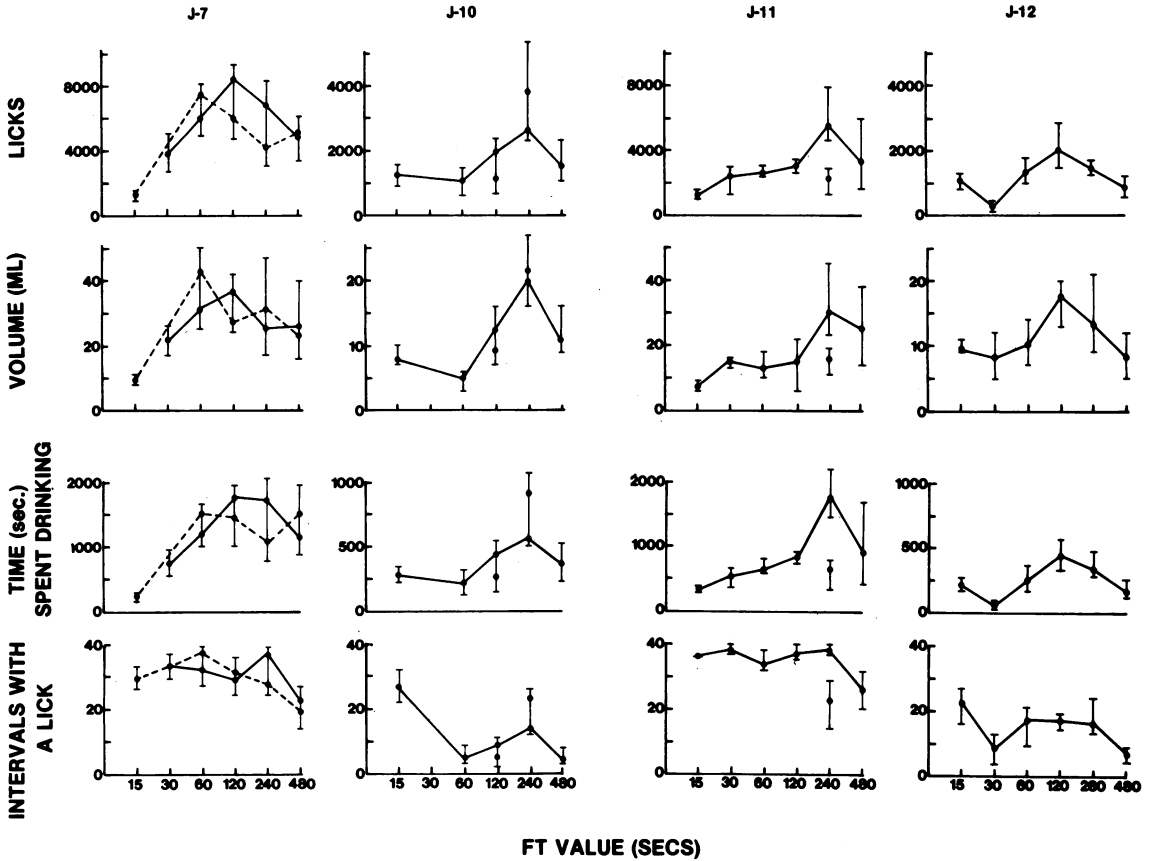 J-7 J-10 J-11 J-12
LICKS
8000 4000 8000 4000
4000 2000 4000 2000
0 0 0 0
VOLUME (ML)
40 20 40 20
20 10 20 10
0 0 0 0
TIME (sec.)
SPENT DRINKING
2000 1000 2000 1000
1000 500 1000 500
0 0 0 0
INTERVALS WITH
A LICK
40 40 40 40
20 20 20 20
0 0 0 0
15 30 60 120 240 480 15 30 60 120 240 480 15 30 60 120 240 480 15 30 60 120 260 480
FT VALUE (SECS)